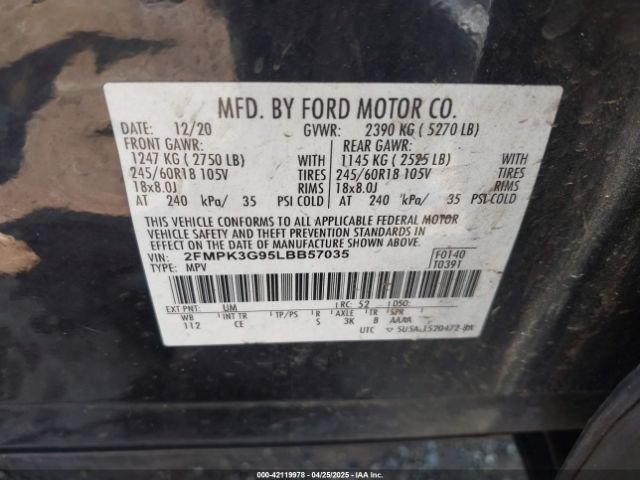 MFD. BY FORD MOTOR CO.
DATE: 12/20 GVWR: 2390 KG ( 5270 LB)
FRONT GAWR: REAR GAWR:
1247 KG ( 2750 LB) WITH 1145 KG ( 2525 LB) WITH
245/60R18 105V TIRES 245/60R18 105V TIRES
18x8.0J RIMS 18x8.0J RIMS
AT 240 kPa/ 35 PSI COLD AT 240 kPa/ 35 PSI COLD
THIS VEHICLE CONFORMS TO ALL APPLICABLE FEDERAL MOTOR
VEHICLE SAFETY AND THEFT PREVENTION STANDARDS IN
EFFECT ON THE DATE OF MANUFACTURE SHOWN ABOVE.
VIN: 2FMPK3G95LBB57035 F0140
TYPE: MPV T0391
EXT PNT: UM RC: 52 DSO:
WB INT TR TP/PS R AXLE TR SPR
112 CE S 3K 8 AAAA
UTC
000-42119978 - 04/25/2025 - IAAI.com